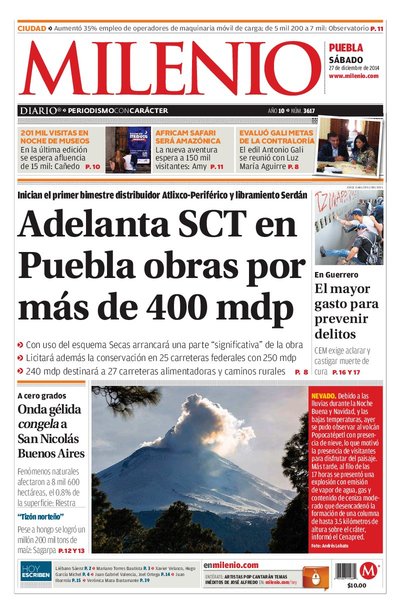 CIUDAD • Aumentó 35% empleo de operadores de maquinaria móvil de carga; de 5 mil 200 a 7 mil: Observatorio P. 11
MILENIO
PUEBLA
SÁBADO
27 de diciembre de 2014
www.milenio.com
DIARIO® • PERIODISMO CON CARÁCTER
AÑO 10 • NÚM. 3617
201 MIL VISITAS EN
NOCHE DE MUSEOS
En la última edición
se espera afluencia
de 15 mil: Cañedo P. 10
AFRICAM SAFARI
SERÁ AMAZÓNICA
La nueva aventura
espera a 150 mil
visitantes: Amy P. 11
EVALUÓ GALI METAS
DE LA CONTRALORÍA
El edil Antonio Gali
se reunió con Luz
María Aguirre P. 8
Inician el primer bimestre distribuidor Atlixco-Periférico y libramiento Serdán
Adelanta SCT en
Puebla obras por
más de 400 mdp
Con uso del esquema Secas arrancará una parte "significativa" de la obra
Licitará además la conservación en 25 carreteras federales con 250 mdp
240 mdp destinará a 27 carreteras alimentadoras y caminos rurales P. 8
En Guerrero
El mayor
gasto para
prevenir
delitos
CEM exige aclarar y
castigar muerte de
cura P. 16 Y 17
A cero grados
Onda gélida
congela a
San Nicolás
Buenos Aires
Fenómenos naturales
afectaron a 8 mil 600
hectáreas, el 0.8% de
la superficie: Riestra
"Tizón norteño"
Pese a hongo se logró un
millón 200 mil tons de
maíz: Sagarpa P. 12 Y 13
NEVADO. Debido a las
lluvias durante la Noche
Buena y Navidad, y las
bajas temperaturas, ayer
se pudo observar al volcán
Popocatépetl con presencia
de nieve, lo que motivó
la presencia de visitantes
para disfrutar del paisaje.
Más tarde, al filo de las
17 horas se presentó una
explosión con emisión
de vapor de agua, gas y
contenido de ceniza moderado
que desencadenó la
formación de una columna
de hasta 3.5 kilómetros de
altura sobre el cráter,
informó el Cenapred.
HOY
ESCRIBEN
Liébano Sáenz P. 2 • Mariano Torres Bautista P. 3 • Xavier Velasco, Hugo
García Michel P. 4 • Juan Gabriel Valencia, Joel Ortega P. 14 • Juan
Ibarrola P. 15 • Verónica Maza Bustamante P. 39
en milenio.com
ARTISTAS POP CANTARÁN TEMAS
INÉDITOS DE JOSÉ ALFREDO
M
$10.00